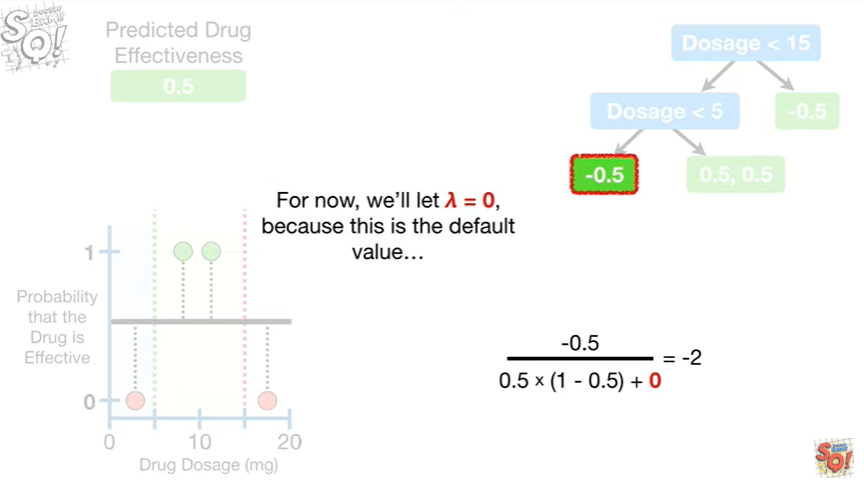 Predicted Drug
Effectiveness
0.5
Dosage < 15
Dosage < 5
-0.5
-0.5
0.5, 0.5
For now, we’ll let λ = 0,
because this is the default
value…
1
Probability
that the
Drug is
Effective
0
0 10 20
Drug Dosage (mg)
-0.5
0.5 × (1 - 0.5) + 0
= -2
SQ!
SQ!